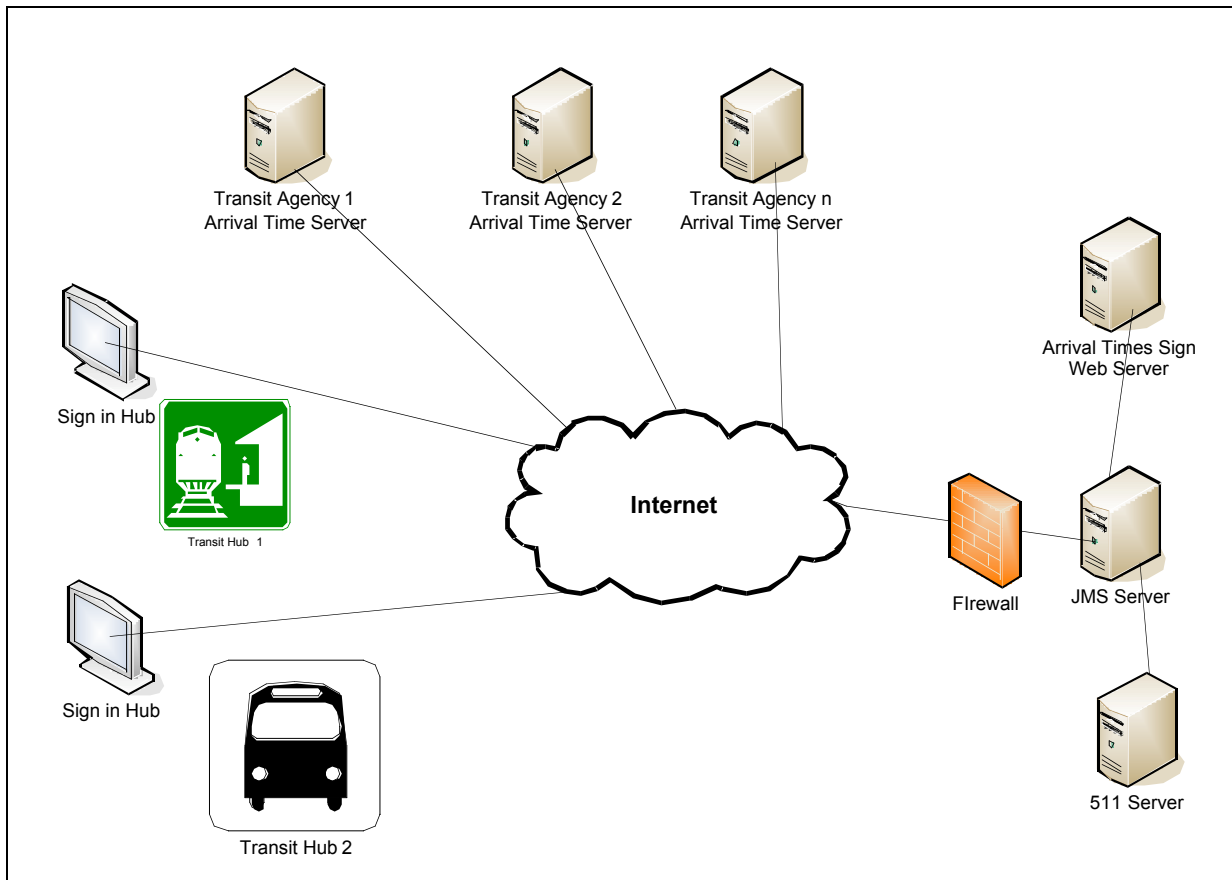 Transit Agency 1
Arrival Time Server
Transit Agency 2
Arrival Time Server
Transit Agency n
Arrival Time Server
Arrival Times Sign
Web Server
Sign in Hub
Transit Hub 1
Internet
FIrewall
JMS Server
Sign in Hub
Transit Hub 2
511 Server